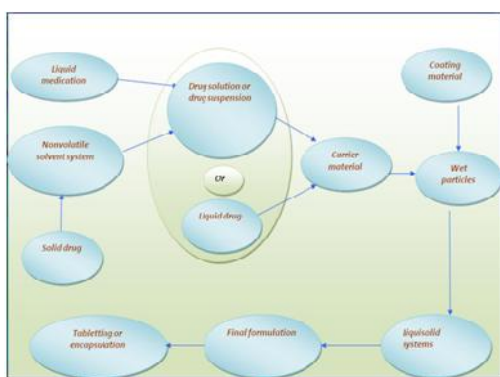 Liquid
medication
Drug solution or
drug suspension
Coating
material
Nonvolatile
solvent system
Carrier
material
Wet
particles
or
Liquid drug
Solid drug
Tabletting or
encapsulation
Final formulation
liquisolid
systems